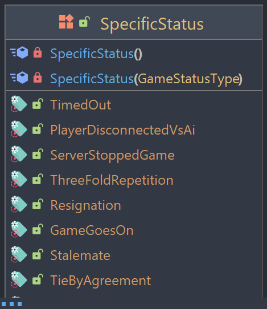 SpecificStatus
SpecificStatus()
SpecificStatus(GameStatusType)
TimedOut
PlayerDisconnectedVsAi
ServerStoppedGame
ThreeFoldRepetition
Resignation
GameGoesOn
Stalemate
TieByAgreement